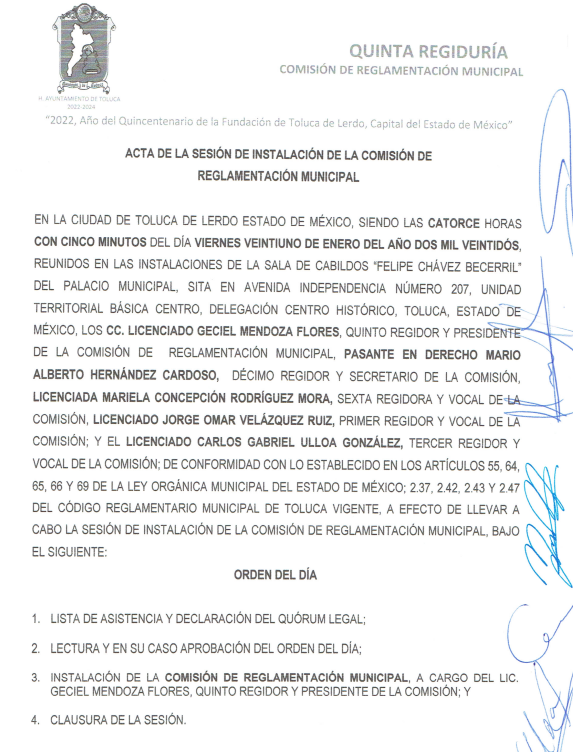 QUINTA REGIDURÍA
COMISIÓN DE REGLAMENTACIÓN MUNICIPAL
H. AYUNTAMIENTO DE TOLUCA
2022-2024
"2022, Año del Quincentenario de la Fundación de Toluca de Lerdo, Capital del Estado de México"
ACTA DE LA SESIÓN DE INSTALACIÓN DE LA COMISIÓN DE
REGLAMENTACIÓN MUNICIPAL
EN LA CIUDAD DE TOLUCA DE LERDO ESTADO DE MÉXICO, SIENDO LAS CATORCE HORAS
CON CINCO MINUTOS DEL DÍA VIERNES VEINTIUNO DE ENERO DEL AÑO DOS MIL VEINTIDÓS,
REUNIDOS EN LAS INSTALACIONES DE LA SALA DE CABILDOS "FELIPE CHÁVEZ BECERRIL"
DEL PALACIO MUNICIPAL, SITA EN AVENIDA INDEPENDENCIA NÚMERO 207, UNIDAD
TERRITORIAL BÁSICA CENTRO, DELEGACIÓN CENTRO HISTÓRICO, TOLUCA, ESTADO DE
MÉXICO, LOS CC. LICENCIADO GECIEL MENDOZA FLORES, QUINTO REGIDOR Y PRESIDENTE
DE LA COMISIÓN DE REGLAMENTACIÓN MUNICIPAL, PASANTE EN DERECHO MARIO
ALBERTO HERNÁNDEZ CARDOSO, DÉCIMO REGIDOR Y SECRETARIO DE LA COMISIÓN,
LICENCIADA MARIELA CONCEPCIÓN RODRÍGUEZ MORA, SEXTA REGIDORA Y VOCAL DE LA
COMISIÓN, LICENCIADO JORGE OMAR VELÁZQUEZ RUIZ, PRIMER REGIDOR Y VOCAL DE LA
COMISIÓN; Y EL LICENCIADO CARLOS GABRIEL ULLOA GONZÁLEZ, TERCER REGIDOR Y
VOCAL DE LA COMISIÓN; DE CONFORMIDAD CON LO ESTABLECIDO EN LOS ARTÍCULOS 55, 64,
65, 66 Y 69 DE LA LEY ORGÁNICA MUNICIPAL DEL ESTADO DE MÉXICO; 2.37, 2.42, 2.43 Y 2.47
DEL CÓDIGO REGLAMENTARIO MUNICIPAL DE TOLUCA VIGENTE, A EFECTO DE LLEVAR A
CABO LA SESIÓN DE INSTALACIÓN DE LA COMISIÓN DE REGLAMENTACIÓN MUNICIPAL, BAJO
EL SIGUIENTE:
ORDEN DEL DÍA
1. LISTA DE ASISTENCIA Y DECLARACIÓN DEL QUÓRUM LEGAL;
2. LECTURA Y EN SU CASO APROBACIÓN DEL ORDEN DEL DÍA;
3. INSTALACIÓN DE LA COMISIÓN DE REGLAMENTACIÓN MUNICIPAL, A CARGO DEL LIC.
GECIEL MENDOZA FLORES, QUINTO REGIDOR Y PRESIDENTE DE LA COMISIÓN; Y
4. CLAUSURA DE LA SESIÓN.